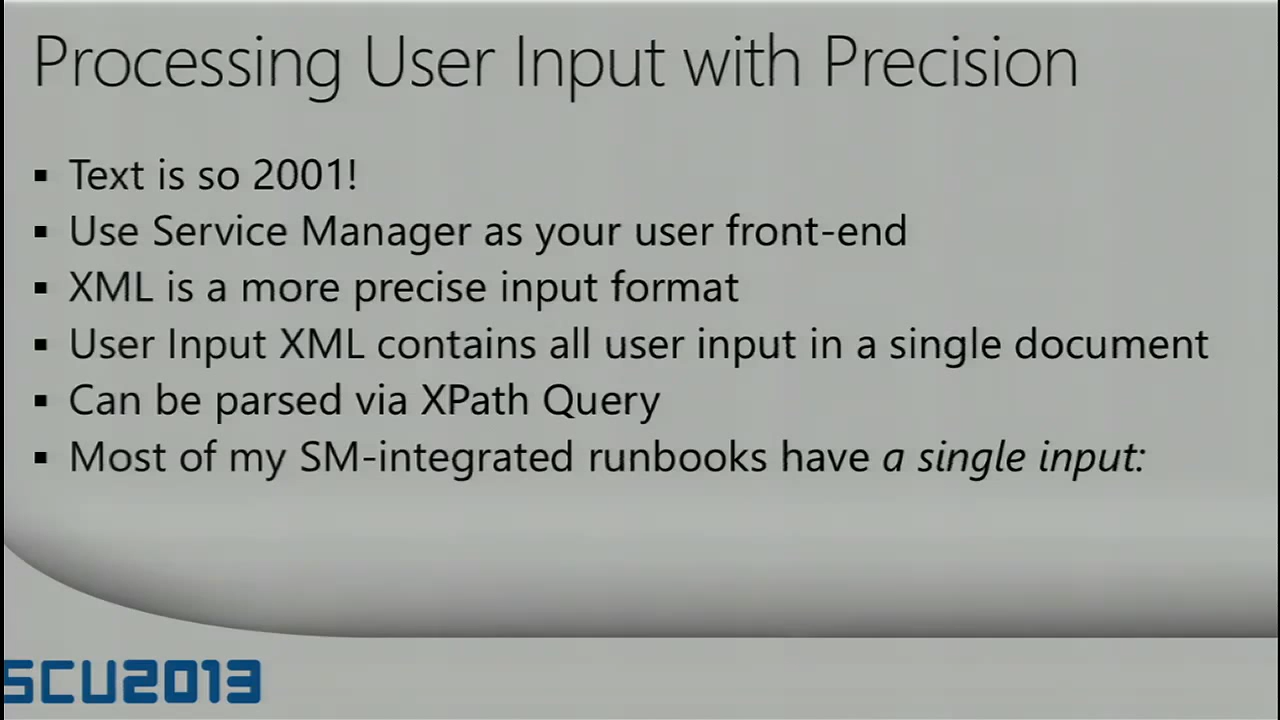 Processing User Input with Precision
▪ Text is so 2001!
▪ Use Service Manager as your user front-end
▪ XML is a more precise input format
▪ User Input XML contains all user input in a single document
▪ Can be parsed via XPath Query
▪ Most of my SM-integrated runbooks have a single input:
SCU2013